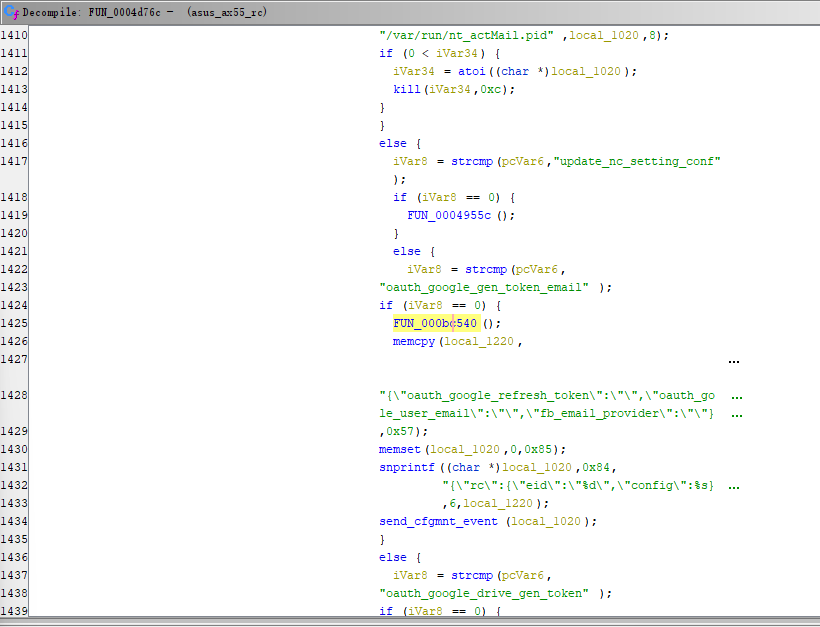 Decompile: FUN_0004d76c - (asus_ax55_rc)
1410 "/var/run/nt_actMail.pid" ,local_1020,8);
1411 if (0 < iVar34) {
1412 iVar34 = atoi((char *)local_1020);
1413 kill(iVar34,0xc);
1414 }
1415 }
1416 else {
1417 iVar8 = strcmp(pcVar6,"update_nc_setting_conf"
);
1418 if (iVar8 == 0) {
1419 FUN_0004955c();
1420 }
1421 else {
1422 iVar8 = strcmp(pcVar6,
1423 "oauth_google_gen_token_email" );
1424 if (iVar8 == 0) {
1425 FUN_000bc540();
1426 memcpy(local_1220,
1427 ...
1428 "{\"oauth_google_refresh_token\":\"\",\"oauth_go ...
le_user_email\":\"\",\"fb_email_provider\":\"\"} ...
1429 ,0x57);
1430 memset(local_1020,0,0x85);
1431 snprintf((char *)local_1020,0x84,
1432 "{\"rc\":{\"eid\":\"%d\",\"config\":%s} ...
1433 ,6,local_1220);
1434 send_cfgmnt_event(local_1020);
1435 }
1436 else {
1437 iVar8 = strcmp(pcVar6,
1438 "oauth_google_drive_gen_token" );
1439 if (iVar8 == 0) {